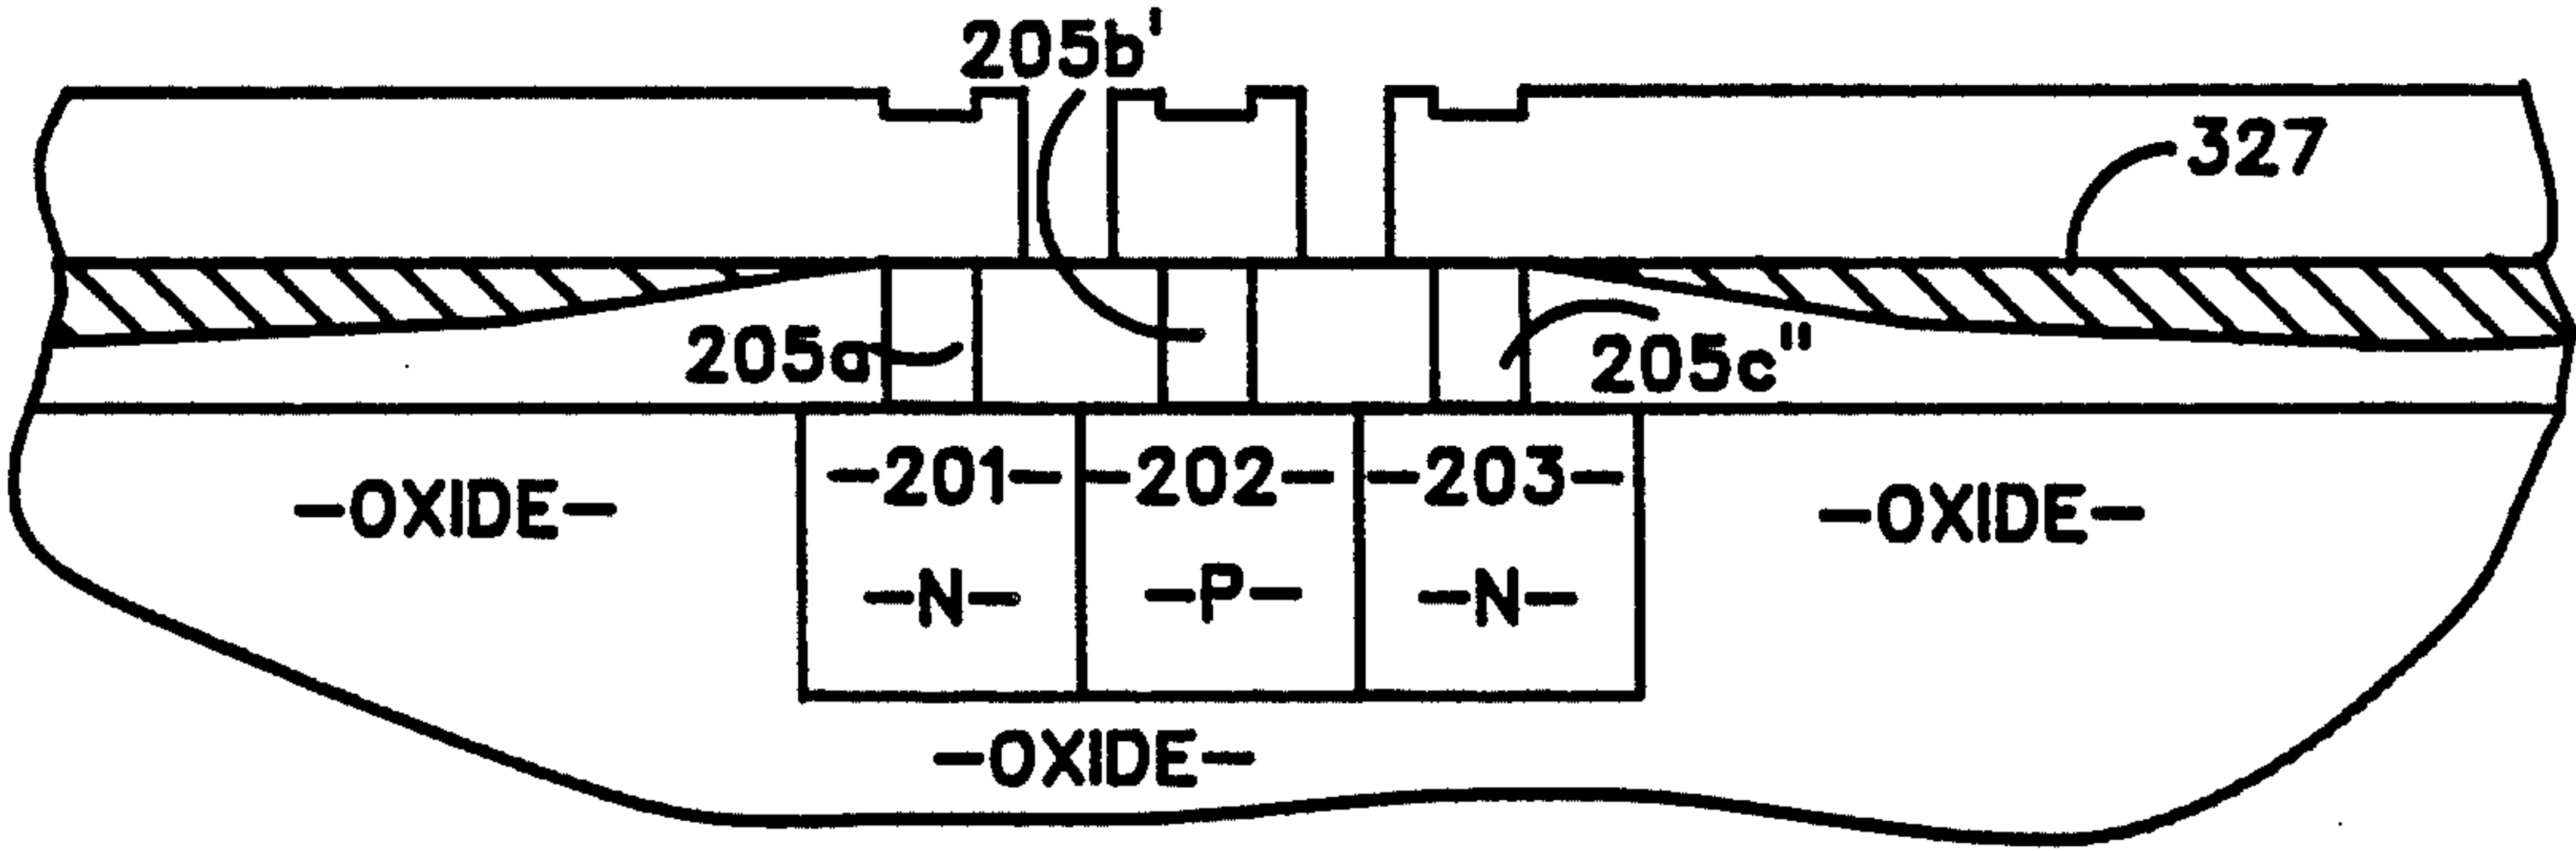 205b'
327
205a
205c"
-201- -202- -203-
-OXIDE- -OXIDE-
-N- -P- -N-
-OXIDE-